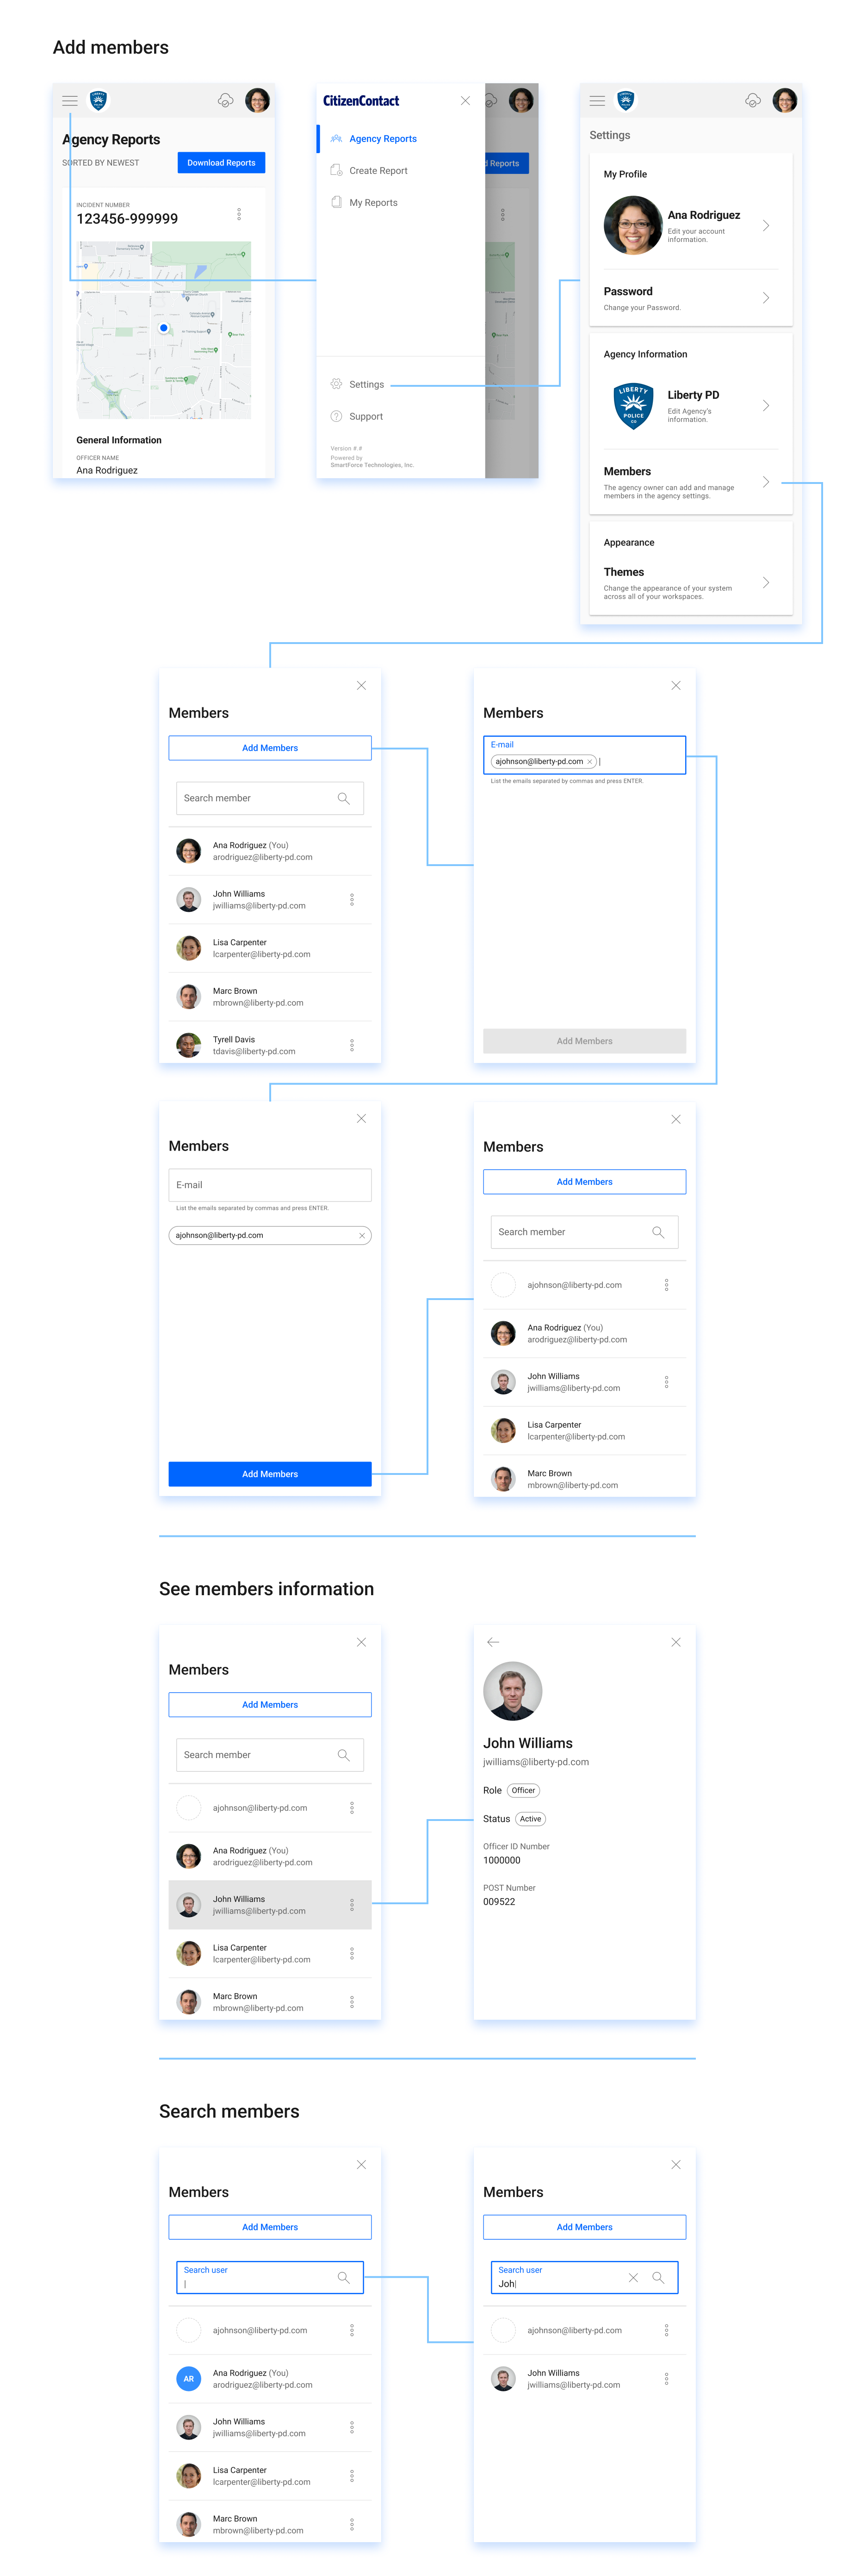 Add members
Agency Reports
SORTED BY NEWEST
Download Reports
INCIDENT NUMBER
123456-999999
General Information
OFFICER NAME
Ana Rodriguez
CitizenContact
Agency Reports
Create Report
My Reports
d Reports
Settings
Support
Version #.#
Powered by
SmartForce Technologies, Inc.
Settings
My Profile
Ana Rodriguez
Edit your account
information.
Password
Change your Password.
Agency Information
LIBERTY
POLICE
CO
Liberty PD
Edit Agency's
information.
Members
The agency owner can add and manage
members in the agency settings.
Appearance
Themes
Change the appearance of your system
across all of your workspaces.
Members
Add Members
Search member
Ana Rodriguez (You)
arodriguez@liberty-pd.com
John Williams
jwilliams@liberty-pd.com
Lisa Carpenter
lcarpenter@liberty-pd.com
Marc Brown
mbrown@liberty-pd.com
Tyrell Davis
tdavis@liberty-pd.com
Members
E-mail
ajohnson@liberty-pd.com
List the emails separated by commas and press ENTER.
Add Members
Members
E-mail
List the emails separated by commas and press ENTER.
ajohnson@liberty-pd.com
Add Members
Members
Add Members
Search member
ajohnson@liberty-pd.com
Ana Rodriguez (You)
arodriguez@liberty-pd.com
John Williams
jwilliams@liberty-pd.com
Lisa Carpenter
lcarpenter@liberty-pd.com
Marc Brown
mbrown@liberty-pd.com
See members information
Members
Add Members
Search member
ajohnson@liberty-pd.com
Ana Rodriguez (You)
arodriguez@liberty-pd.com
John Williams
jwilliams@liberty-pd.com
Lisa Carpenter
lcarpenter@liberty-pd.com
Marc Brown
mbrown@liberty-pd.com
John Williams
jwilliams@liberty-pd.com
Role Officer
Status Active
Officer ID Number
1000000
POST Number
009522
Search members
Members
Add Members
Search user
ajohnson@liberty-pd.com
AR
Ana Rodriguez (You)
arodriguez@liberty-pd.com
John Williams
jwilliams@liberty-pd.com
Lisa Carpenter
lcarpenter@liberty-pd.com
Marc Brown
mbrown@liberty-pd.com
Members
Add Members
Search user
Joh
ajohnson@liberty-pd.com
John Williams
jwilliams@liberty-pd.com